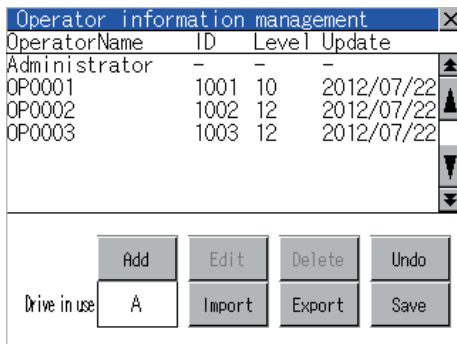 Operator information management ×
OperatorName ID Level Update
Administrator - - -
OP0001 1001 10 2012/07/22
OP0002 1002 12 2012/07/22
OP0003 1003 12 2012/07/22
Add Edit Delete Undo
Drive in use A Import Export Save